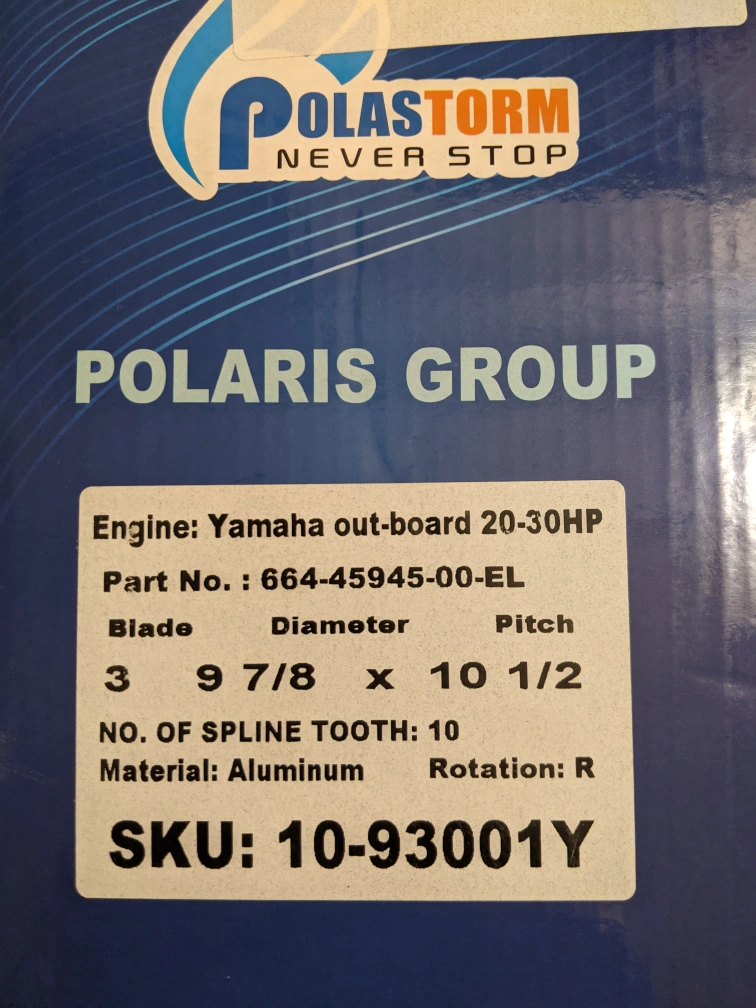 POLASTORM
NEVER STOP
POLARIS GROUP
Engine: Yamaha out-board 20-30HP
Part No. : 664-45945-00-EL
Blade Diameter Pitch
3 9 7/8 x 10 1/2
NO. OF SPLINE TOOTH: 10
Material: Aluminum Rotation: R
SKU: 10-93001Y